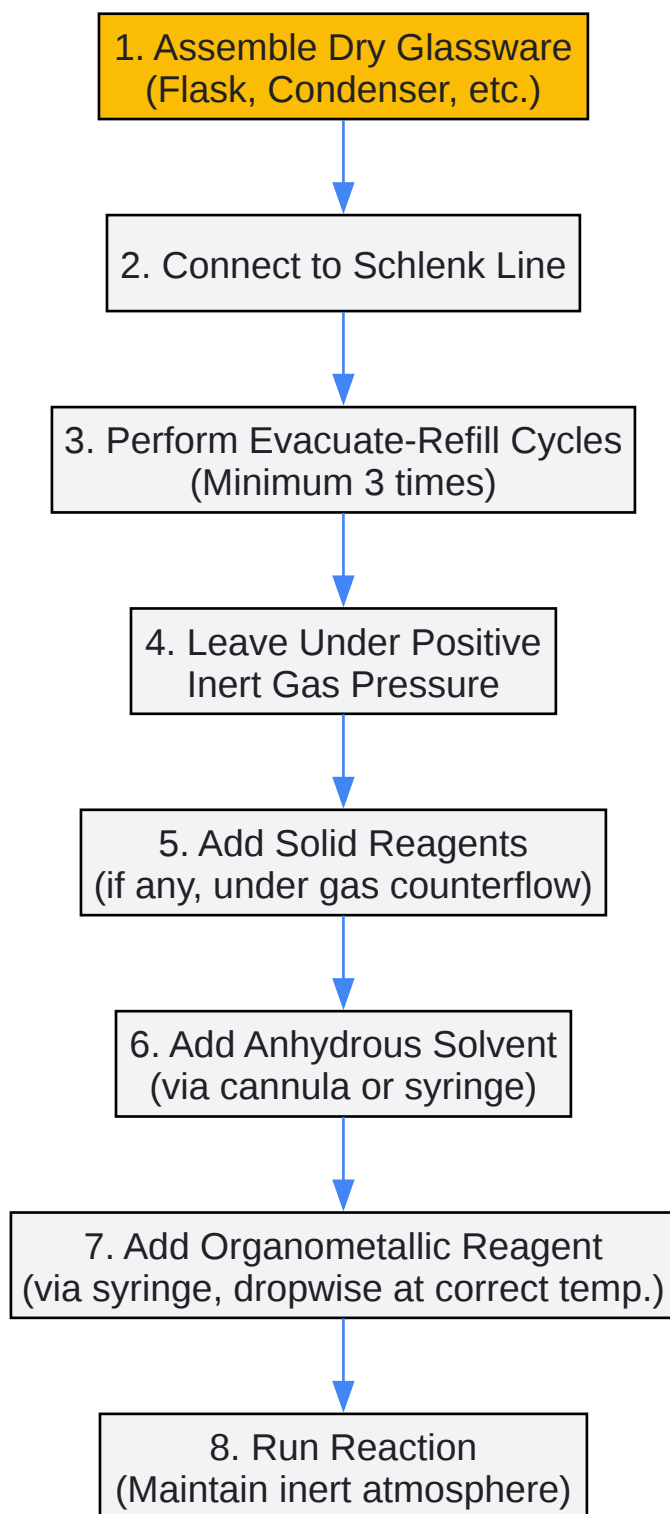 1. Assemble Dry Glassware
(Flask, Condenser, etc.)
2. Connect to Schlenk Line
3. Perform Evacuate-Refill Cycles
(Minimum 3 times)
4. Leave Under Positive
Inert Gas Pressure
5. Add Solid Reagents
(if any, under gas counterflow)
6. Add Anhydrous Solvent
(via cannula or syringe)
7. Add Organometallic Reagent
(via syringe, dropwise at correct temp.)
8. Run Reaction
(Maintain inert atmosphere)